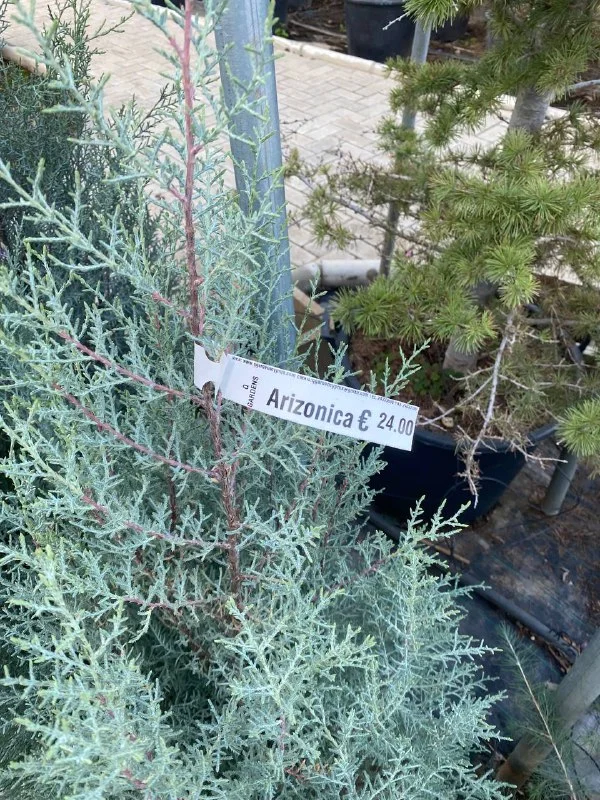 Q
GARDENS
Arizonica € 24.00